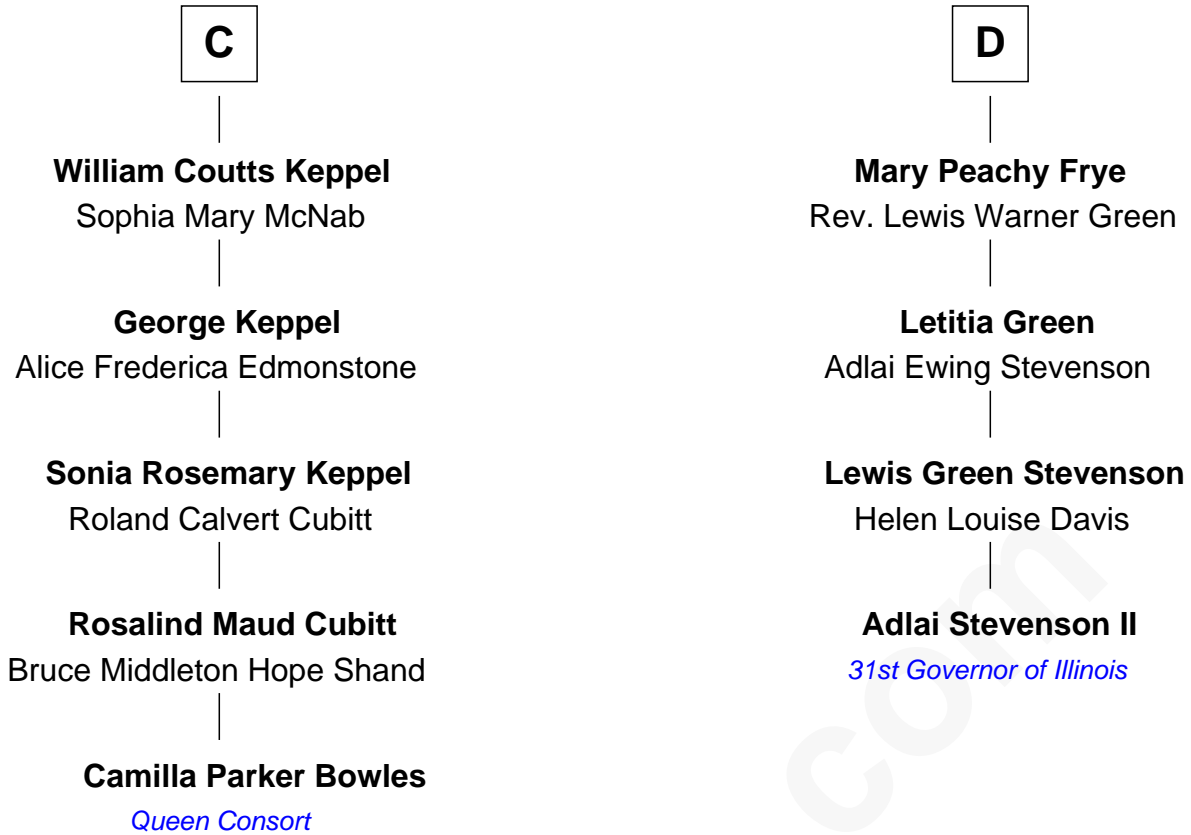 C
William Coutts Keppel
Sophia Mary McNab
George Keppel
Alice Frederica Edmonstone
Sonia Rosemary Keppel
Roland Calvert Cubitt
Rosalind Maud Cubitt
Bruce Middleton Hope Shand
Camilla Parker Bowles
Queen Consort
D
Mary Peachy Frye
Rev. Lewis Warner Green
Letitia Green
Adlai Ewing Stevenson
Lewis Green Stevenson
Helen Louise Davis
Adlai Stevenson II
31st Governor of Illinois
com